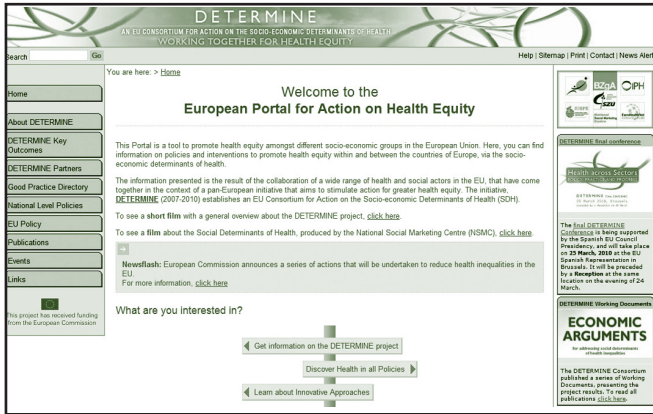 DETERMINE
AN EU CONSORTIUM FOR ACTION ON THE SOCIO-ECONOMIC DETERMINANTS OF HEALTH
WORKING TOGETHER FOR HEALTH EQUITY
Search
Go
Help | Sitemap | Print | Contact | News Alert
You are here: > Home
Home
About DETERMINE
DETERMINE Key
Outcomes
DETERMINE Partners
Good Practice Directory
National Level Policies
EU Policy
Publications
Events
Links
This project has received funding
from the European Commission
Welcome to the
European Portal for Action on Health Equity
This Portal is a tool to promote health equity amongst different socio-economic groups in the European Union. Here, you can find
information on policies and interventions to promote health equity within and between the countries of Europe, via the socio-
economic determinants of health.
The information presented is the result of the collaboration of a wide range of health and social actors in the EU, that have come
together in the context of a pan-European initiative that aims to stimulate action for greater health equity. The initiative,
DETERMINE (2007-2010) establishes an EU Consortium for Action on the Socio-economic Determinants of Health (SDH).
To see a short film with a general overview about the DETERMINE project, click here.
To see a film about the Social Determinants of Health, produced by the National Social Marketing Centre (NSMC), click here.
Newsflash: European Commission announces a series of actions that will be undertaken to reduce health inequalities in the
EU.
For more information, click here
What are you interested in?
Get information on the DETERMINE project
Discover Health in all Policies
Learn about Innovative Approaches
BZgA
OIPH
SZU
DETERMINE final conference
Health across Sectors
The final DETERMINE
Conference is being supported
by the Spanish EU Council
Presidency, and will take place
on 25 March, 2010 at the EU
Spanish Representation in
Brussels. It will be preceded
by a Reception at the same
location on the evening of 24
March.
DETERMINE Working Documents
ECONOMIC
ARGUMENTS
For addressing social determinants
of health inequalities
The DETERMINE Consortium
published a series of Working
Documents, presenting the
project results. To read all
publications click here.